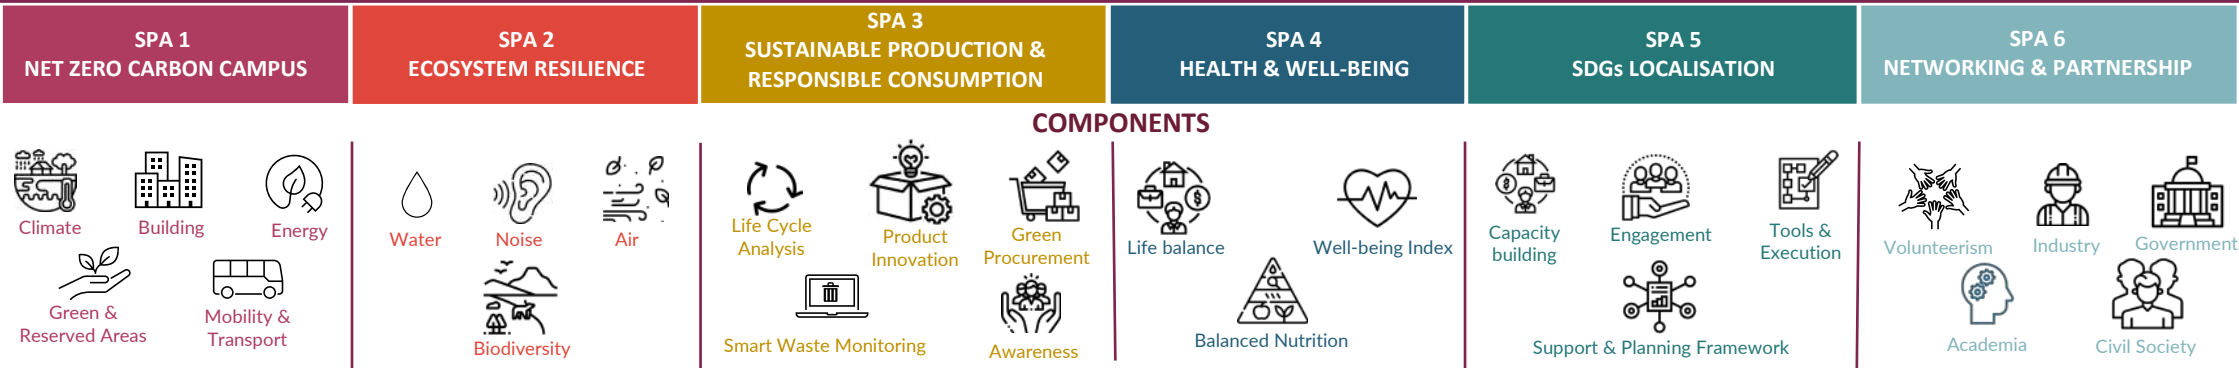 SPA 1
NET ZERO CARBON CAMPUS
SPA 2
ECOSYSTEM RESILIENCE
SPA 3
SUSTAINABLE PRODUCTION &
RESPONSIBLE CONSUMPTION
SPA 4
HEALTH & WELL-BEING
SPA 5
SDGs LOCALISATION
SPA 6
NETWORKING & PARTNERSHIP
COMPONENTS
Climate
Building
Energy
Green &
Reserved Areas
Mobility &
Transport
Water
Noise
Air
Biodiversity
Life Cycle
Analysis
Product
Innovation
Green
Procurement
Smart Waste Monitoring
Awareness
Life balance
Well-being Index
Balanced Nutrition
Capacity
building
Engagement
Tools &
Execution
Support & Planning Framework
Volunteerism
Industry
Government
Academia
Civil Society